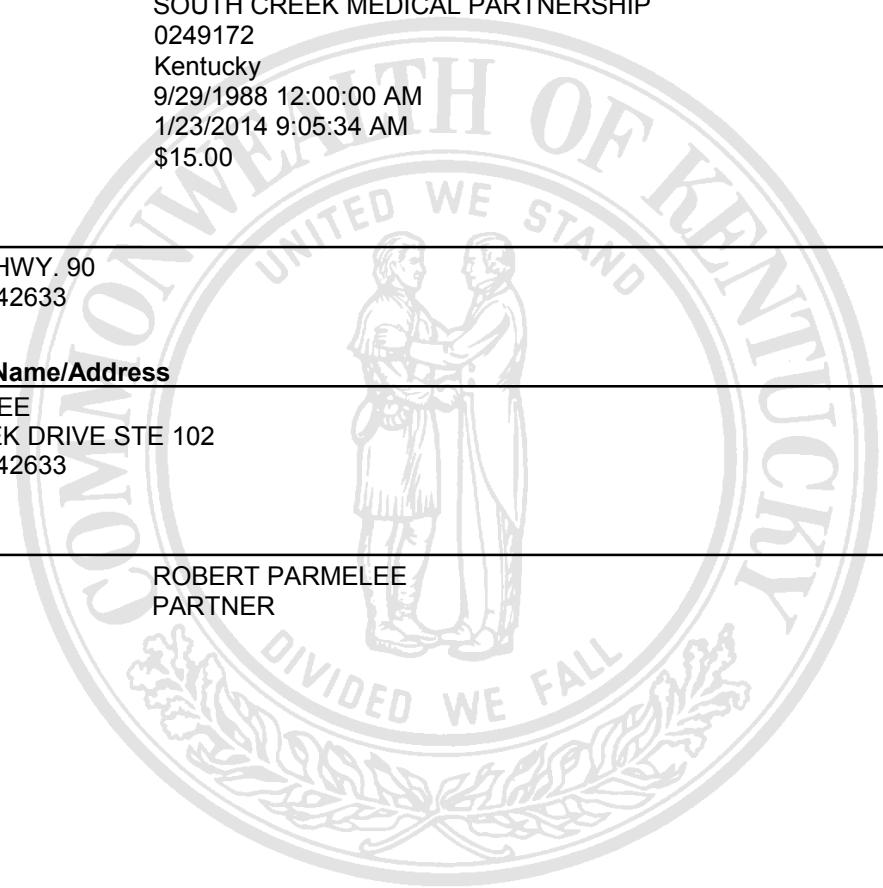 SOUTH CREEK MEDICAL PARTNERSHIP
0249172
Kentucky
9/29/1988 12:00:00 AM
1/23/2014 9:05:34 AM
$15.00
HWY. 90
42633
Name/Address
EE
EK DRIVE STE 102
42633
ROBERT PARMELEE
PARTNER
COMMONWEALTH OF KENTUCKY
UNITED WE STAND
DIVIDED WE FALL